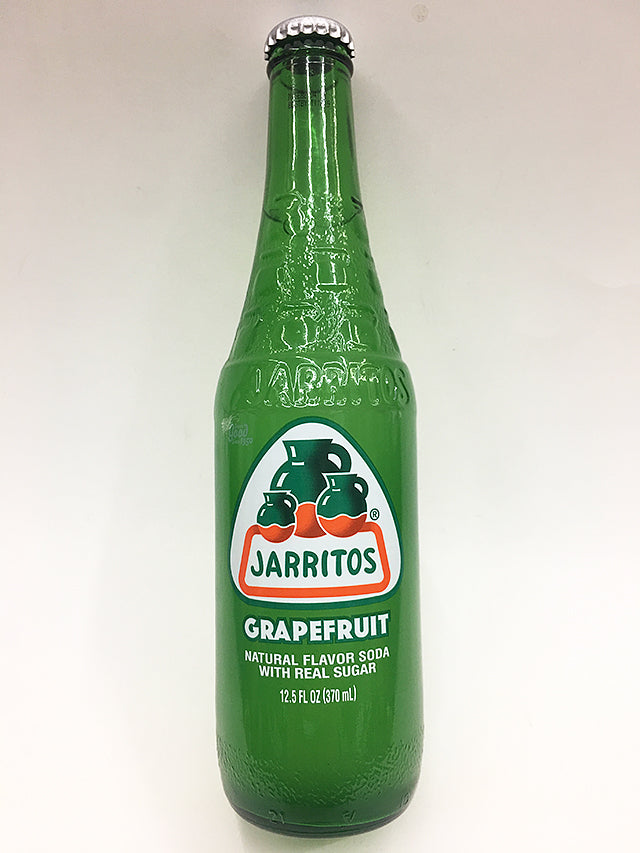 JARRITOS
JARRITOS
®
GRAPEFRUIT
NATURAL FLAVOR SODA
WITH REAL SUGAR
12.5 FL OZ (370 mL)